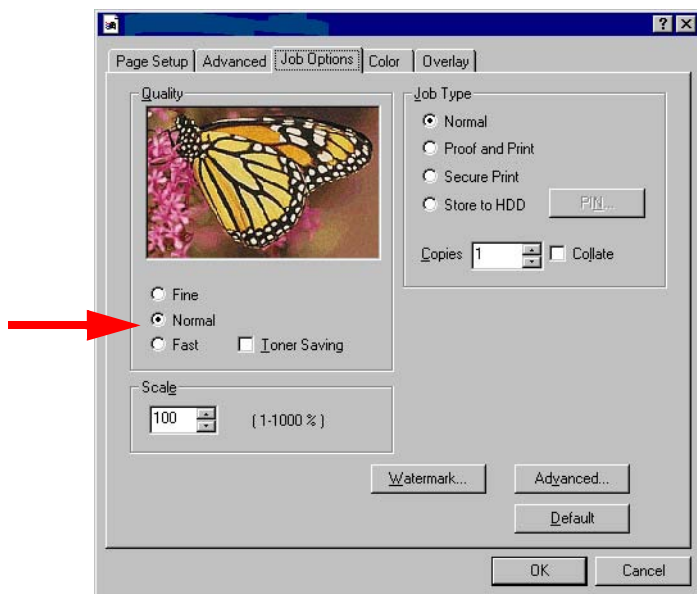 Page Setup Advanced Job Options Color Overlay
Quality
Fine
Normal
Fast Toner Saving
Scale
100 (1-1000 %)
Job Type
Normal
Proof and Print
Secure Print
Store to HDD PIN...
Copies 1 Collate
Watermark... Advanced...
Default
OK Cancel